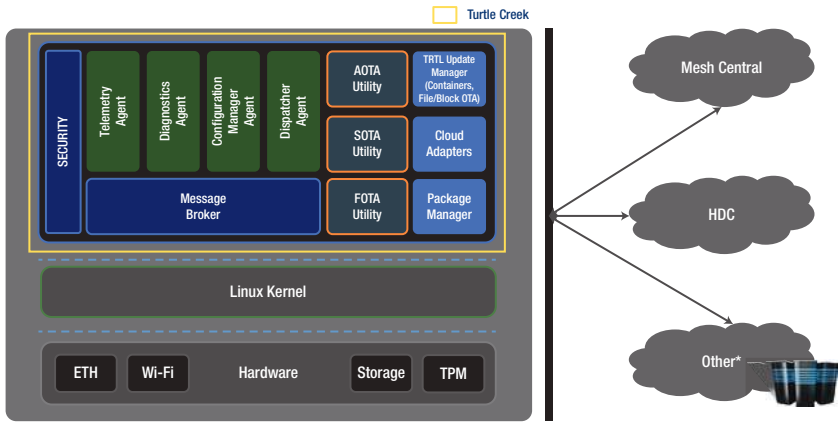 Turtle Creek
SECURITY
Telemetry
Agent
Diagnostics
Agent
Configuration
Manager
Agent
Dispatcher
Agent
AOTA
Utility
TRTL Update
Manager
(Containers,
File/Block OTA)
SOTA
Utility
Cloud
Adapters
Message
Broker
FOTA
Utility
Package
Manager
Linux Kernel
ETH
Wi-Fi
Hardware
Storage
TPM
Mesh Central
HDC
Other*